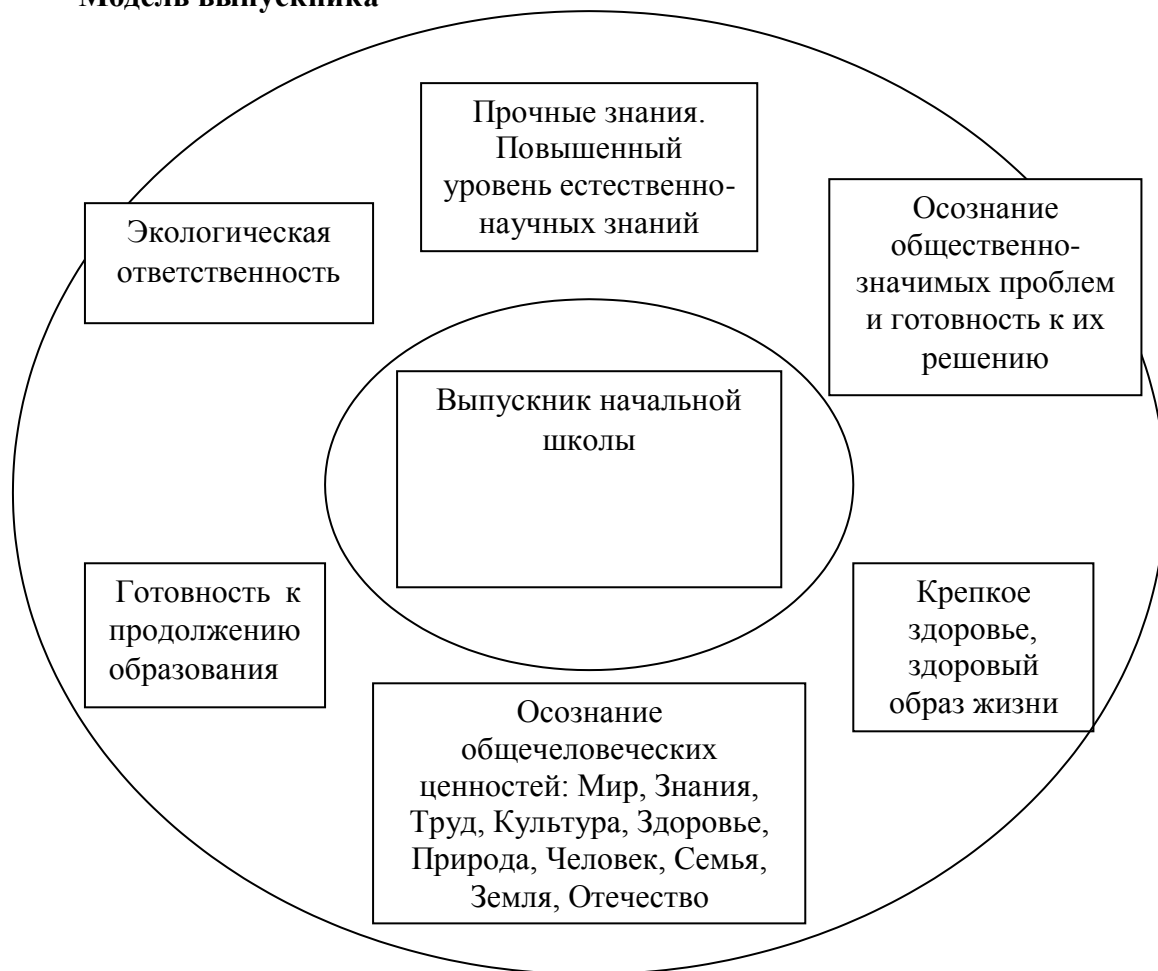 Модель выпускника
Прочные знания.
Повышенный
уровень естественно-
научных знаний
Экологическая
ответственность
Осознание
общественно-
значимых проблем
и готовность к их
решению
Выпускник начальной
школы
Готовность к
продолжению
образования
Крепкое
здоровье,
здоровый
образ жизни
Осознание
общечеловеческих
ценностей: Мир, Знания,
Труд, Культура, Здоровье,
Природа, Человек, Семья,
Земля, Отечество